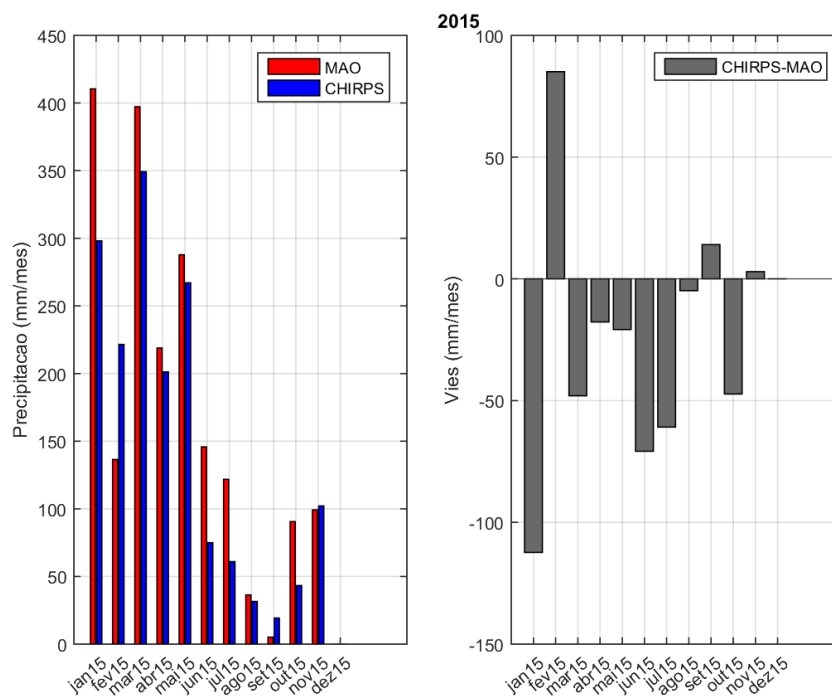 2015
450
400
350
300
250
200
150
100
50
0
Precipitacao (mm/mes)
MAO
CHIRPS
jan15
fev15
mar15
abr15
mai15
jun15
jul15
ago15
set15
out15
nov15
dez15
100
50
0
-50
-100
-150
Vies (mm/mes)
CHIRPS-MAO
jan15
fev15
mar15
abr15
mai15
jun15
jul15
ago15
set15
out15
nov15
dez15